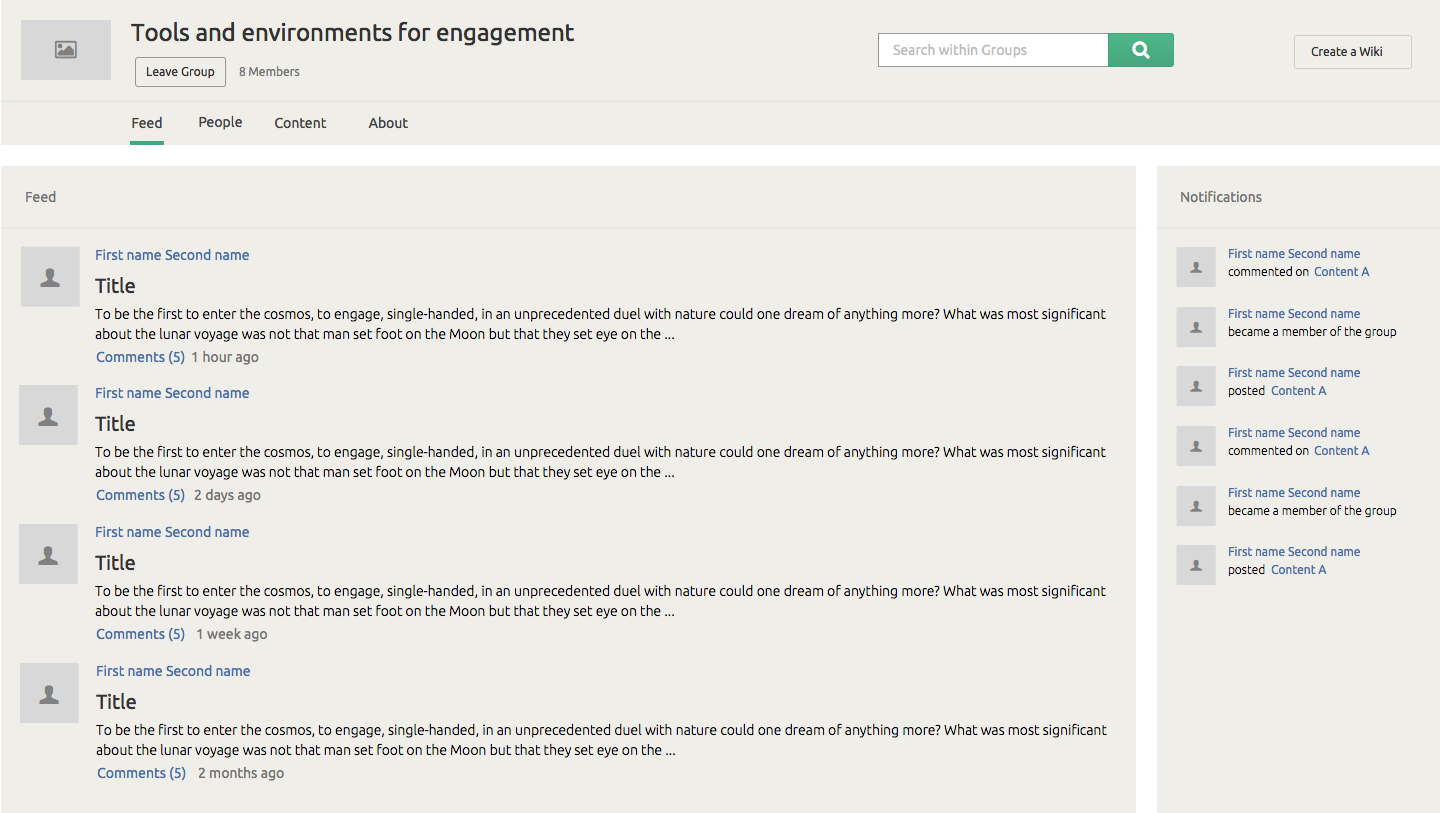 Tools and environments for engagement
Leave Group
8 Members
Search within Groups
Create a Wiki
Feed
People
Content
About
Feed
First name Second name
Title
To be the first to enter the cosmos, to engage, single-handed, in an unprecedented duel with nature could one dream of anything more? What was most significant
about the lunar voyage was not that man set foot on the Moon but that they set eye on the ...
Comments (5) 1 hour ago
First name Second name
Title
To be the first to enter the cosmos, to engage, single-handed, in an unprecedented duel with nature could one dream of anything more? What was most significant
about the lunar voyage was not that man set foot on the Moon but that they set eye on the ...
Comments (5) 2 days ago
First name Second name
Title
To be the first to enter the cosmos, to engage, single-handed, in an unprecedented duel with nature could one dream of anything more? What was most significant
about the lunar voyage was not that man set foot on the Moon but that they set eye on the ...
Comments (5) 1 week ago
First name Second name
Title
To be the first to enter the cosmos, to engage, single-handed, in an unprecedented duel with nature could one dream of anything more? What was most significant
about the lunar voyage was not that man set foot on the Moon but that they set eye on the ...
Comments (5) 2 months ago
Notifications
First name Second name
commented on Content A
First name Second name
became a member of the group
First name Second name
posted Content A
First name Second name
commented on Content A
First name Second name
became a member of the group
First name Second name
posted Content A